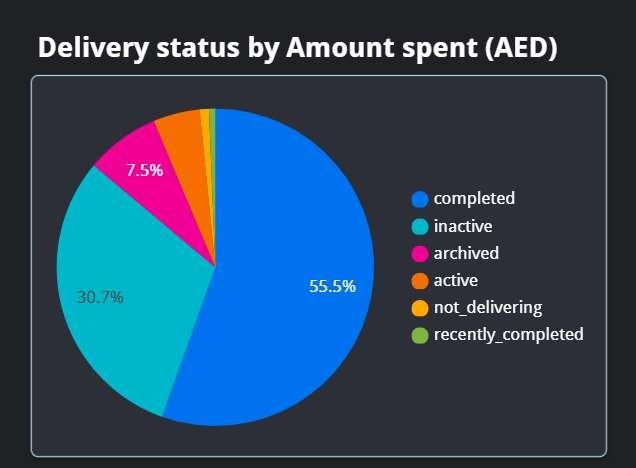 Delivery status by Amount spent (AED)
completed
inactive
archived
active
not_delivering
recently_completed
7.5%
30.7%
55.5%